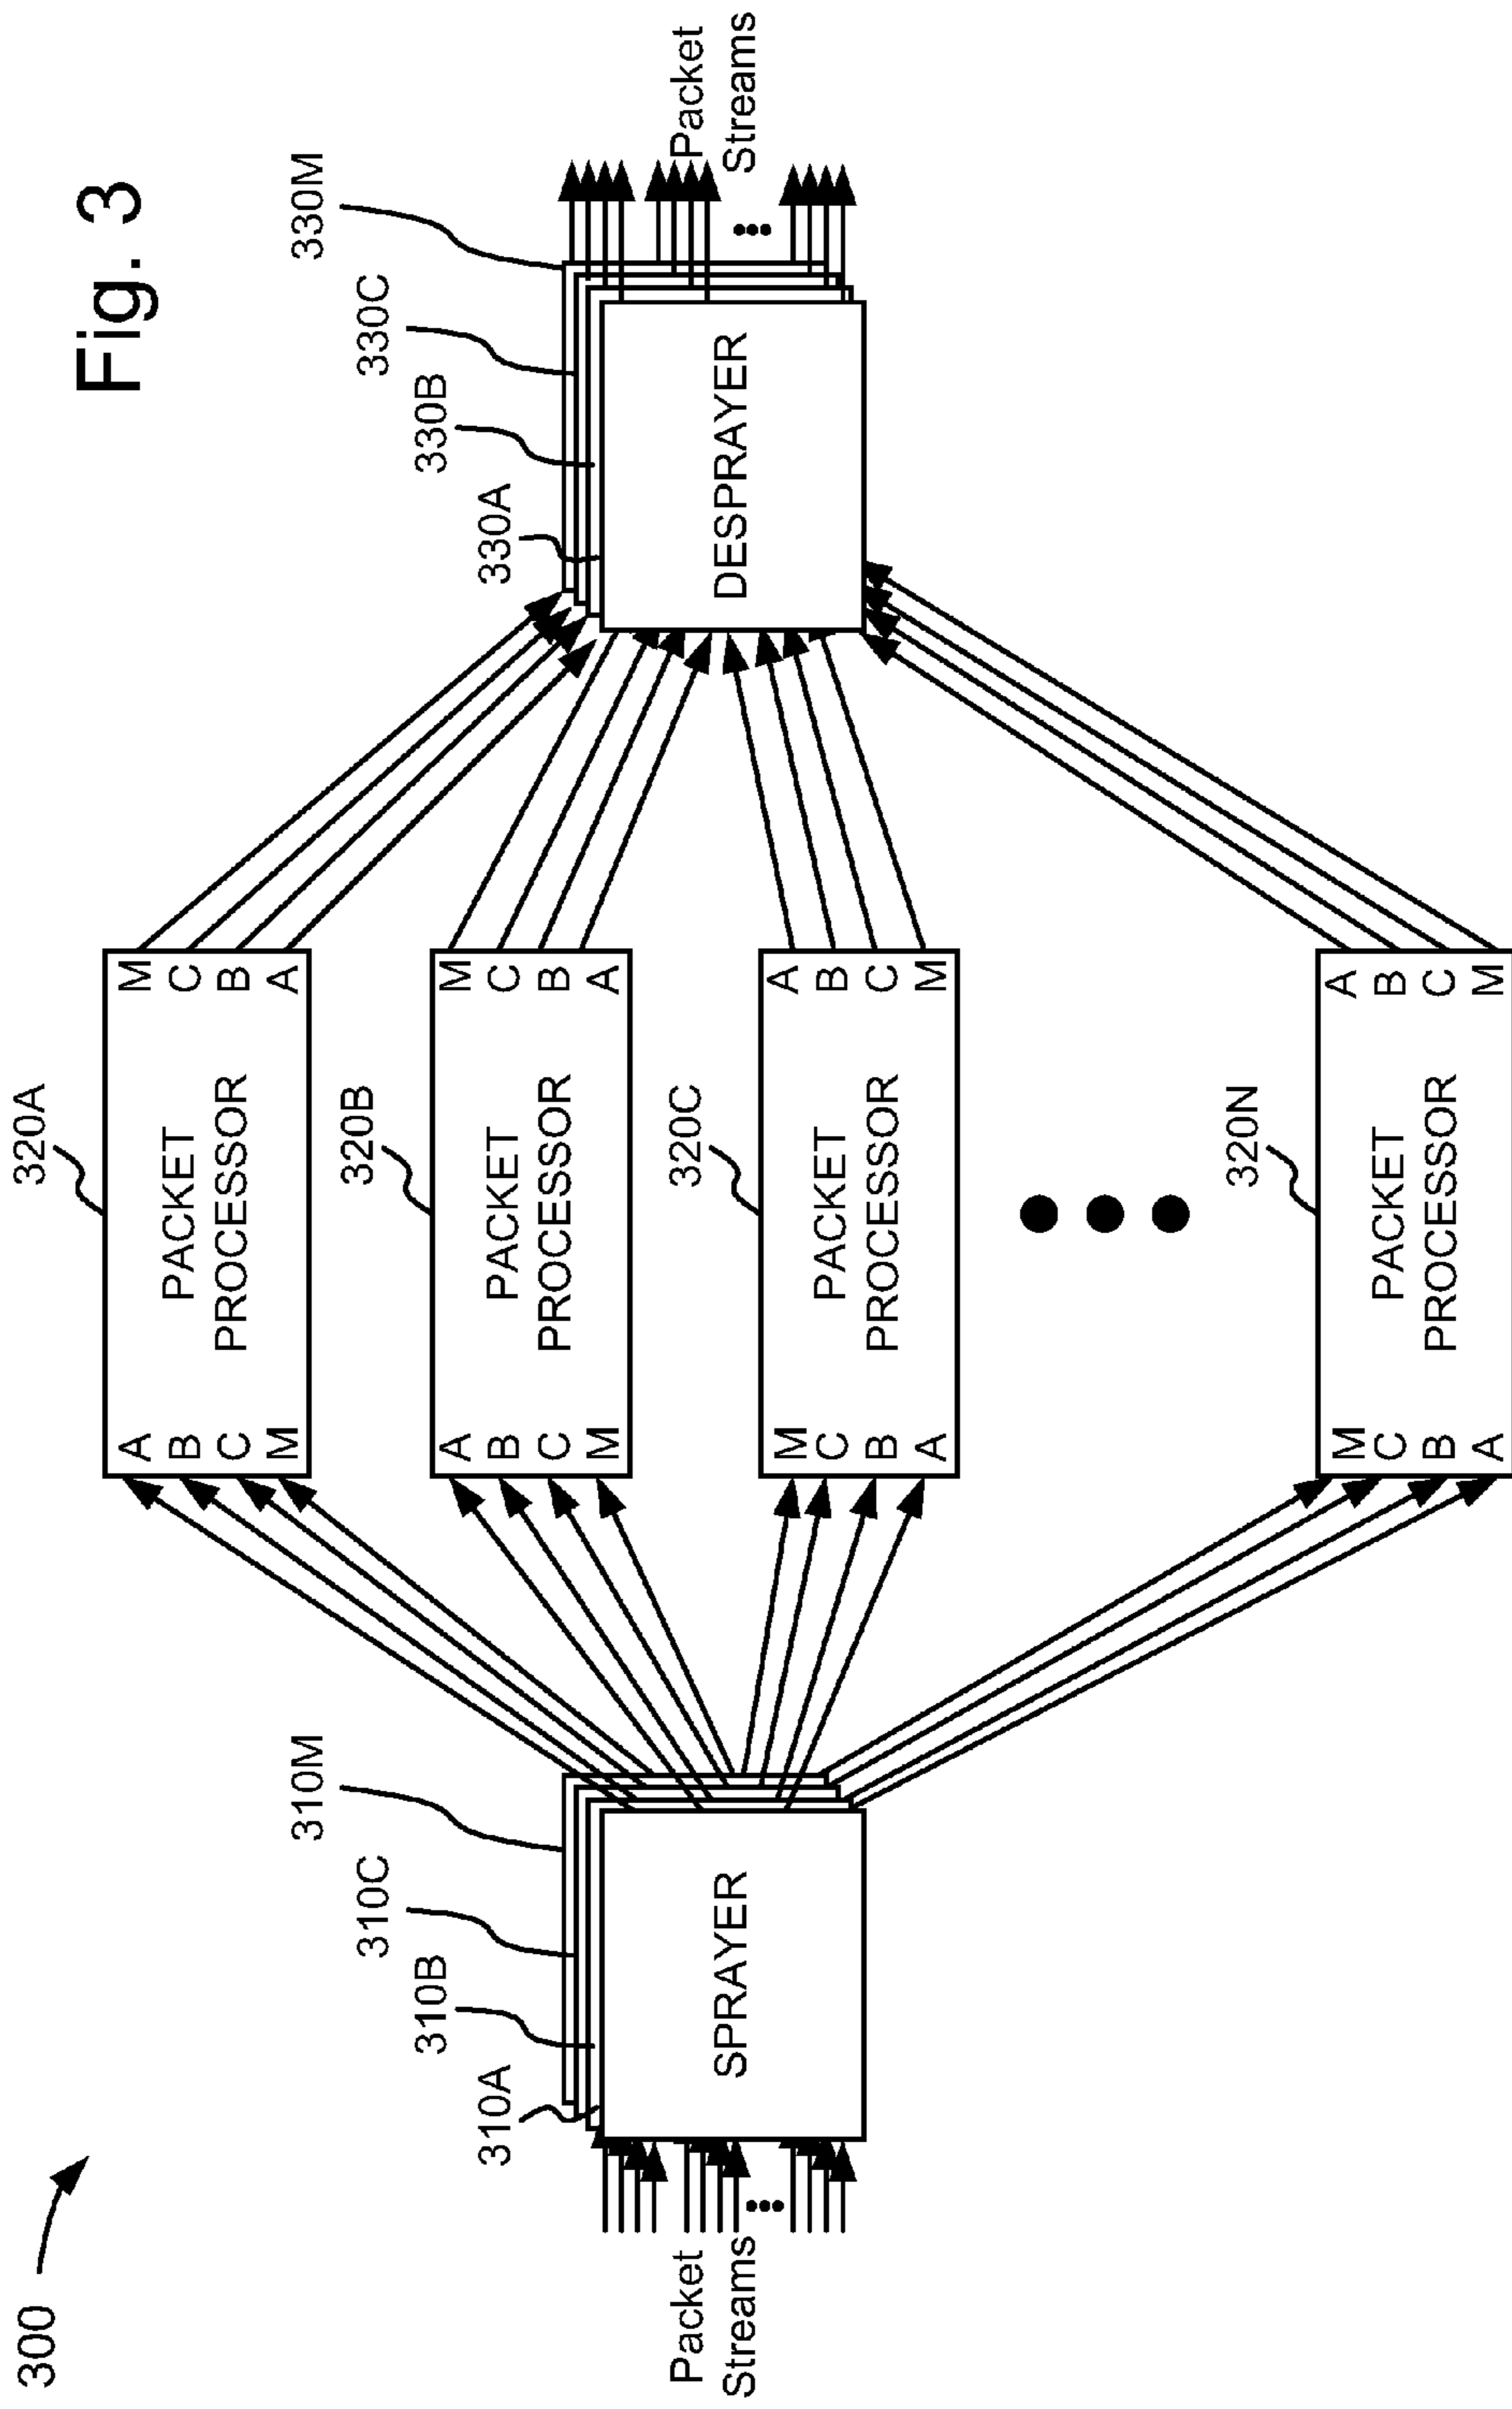 300
Fig. 3
320A
A
B
C
M
PACKET
PROCESSOR
M
C
B
A
310M
310C
310B
310A
330M
330C
330B
330A
320B
A
B
C
M
PACKET
PROCESSOR
M
C
B
A
Packet
Streams
SPRAYER
DESPRAYER
Packet
Streams
320C
M
C
B
A
PACKET
PROCESSOR
A
B
C
M
320N
M
C
B
A
PACKET
PROCESSOR
A
B
C
M